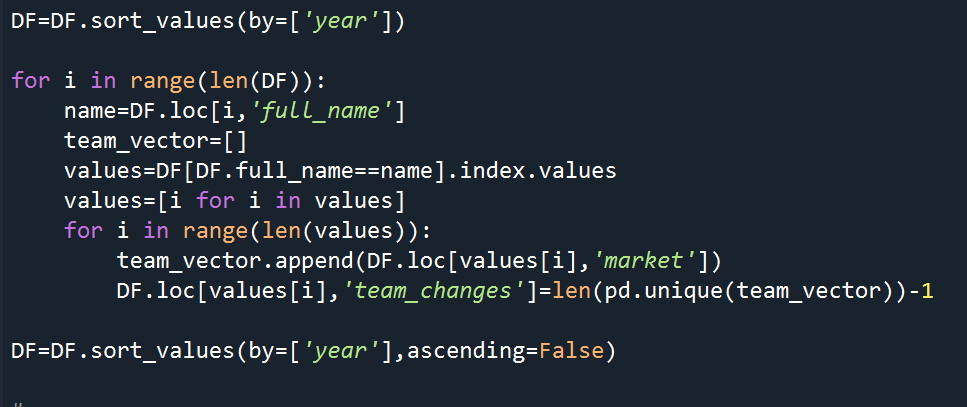 DF=DF.sort_values(by=['year'])
for i in range(len(DF)):
    name=DF.loc[i,'full_name']
    team_vector=[]
    values=DF[DF.full_name==name].index.values
    values=[i for i in values]
    for i in range(len(values)):
        team_vector.append(DF.loc[values[i],'market'])
        DF.loc[values[i],'team_changes']=len(pd.unique(team_vector))-1
DF=DF.sort_values(by=['year'],ascending=False)